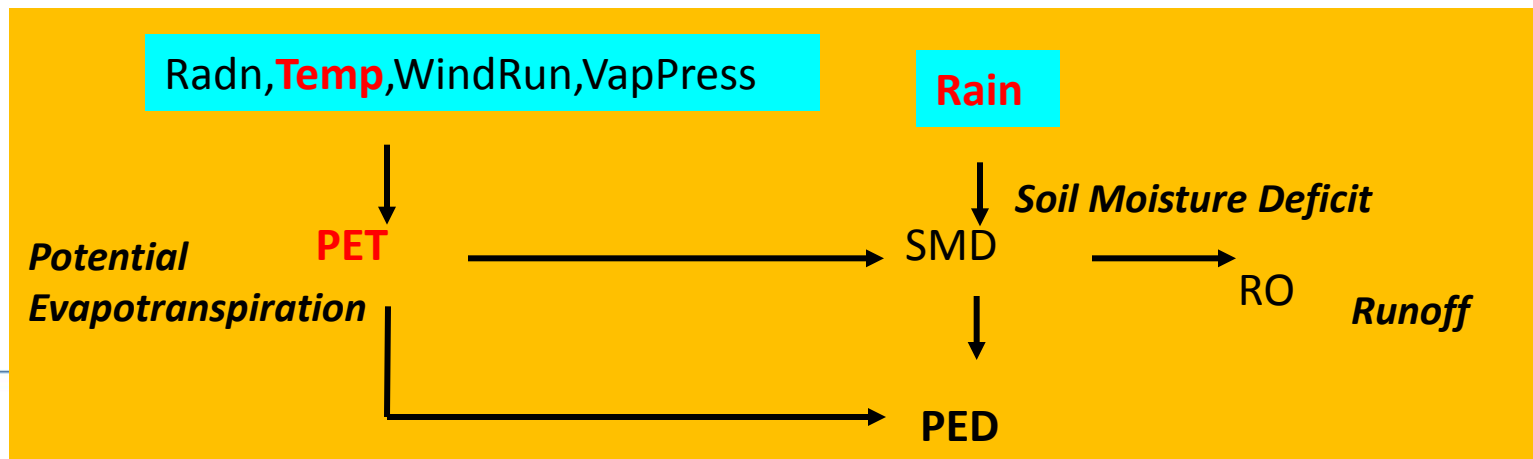 Radn,Temp,WindRun,VapPress
Rain
Soil Moisture Deficit
Potential
Evapotranspiration
PET
SMD
RO
Runoff
PED